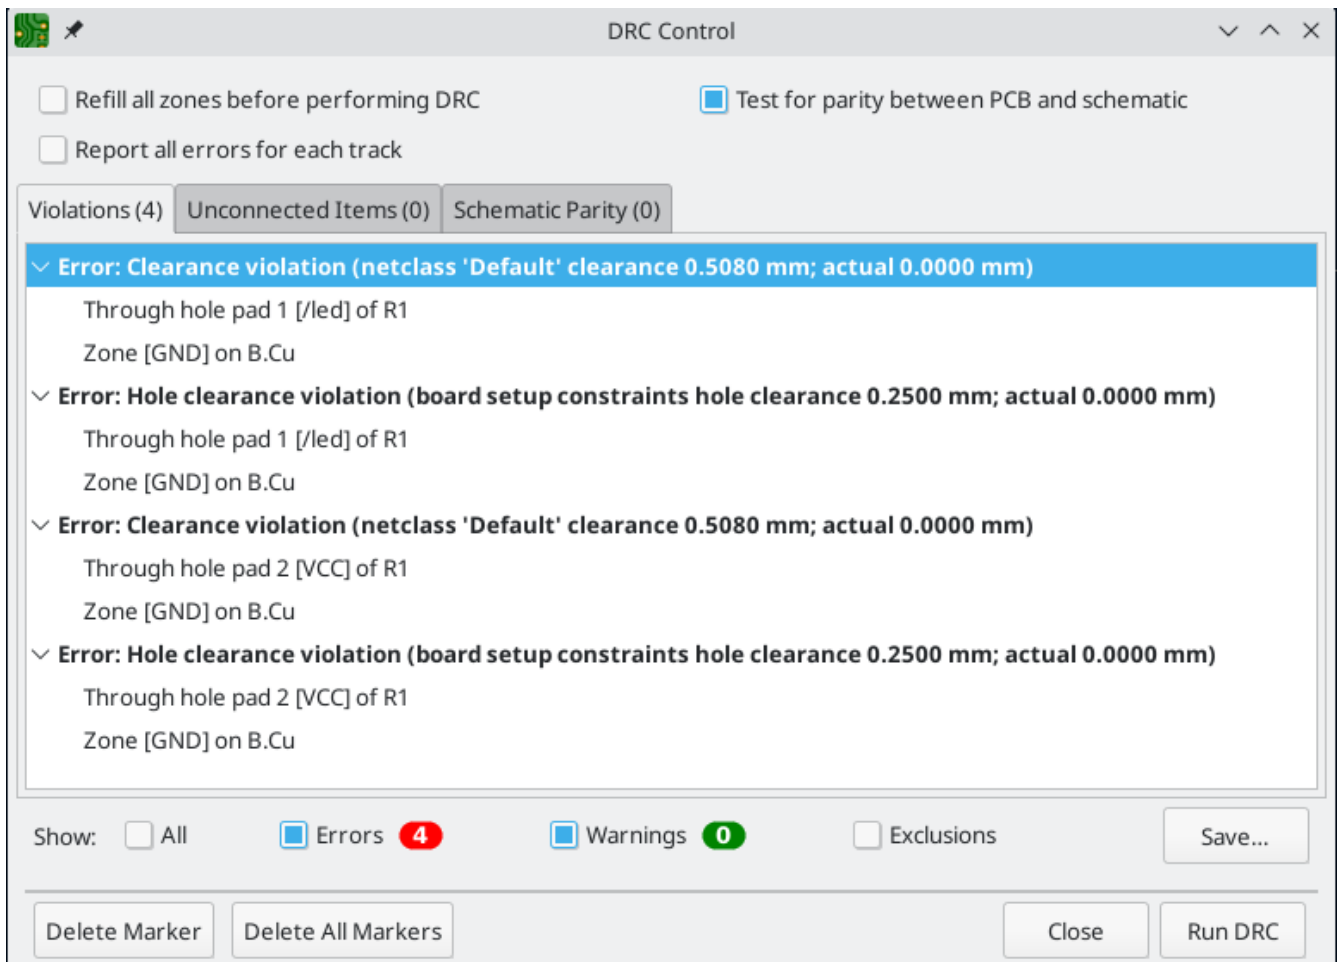 DRC Control
Refill all zones before performing DRC
Test for parity between PCB and schematic
Report all errors for each track
Violations (4)
Unconnected Items (0)
Schematic Parity (0)
Error: Clearance violation (netclass 'Default' clearance 0.5080 mm; actual 0.0000 mm)
Through hole pad 1 [/led] of R1
Zone [GND] on B.Cu
Error: Hole clearance violation (board setup constraints hole clearance 0.2500 mm; actual 0.0000 mm)
Through hole pad 1 [/led] of R1
Zone [GND] on B.Cu
Error: Clearance violation (netclass 'Default' clearance 0.5080 mm; actual 0.0000 mm)
Through hole pad 2 [VCC] of R1
Zone [GND] on B.Cu
Error: Hole clearance violation (board setup constraints hole clearance 0.2500 mm; actual 0.0000 mm)
Through hole pad 2 [VCC] of R1
Zone [GND] on B.Cu
Show:
All
Errors 4
Warnings 0
Exclusions
Save...
Delete Marker
Delete All Markers
Close
Run DRC